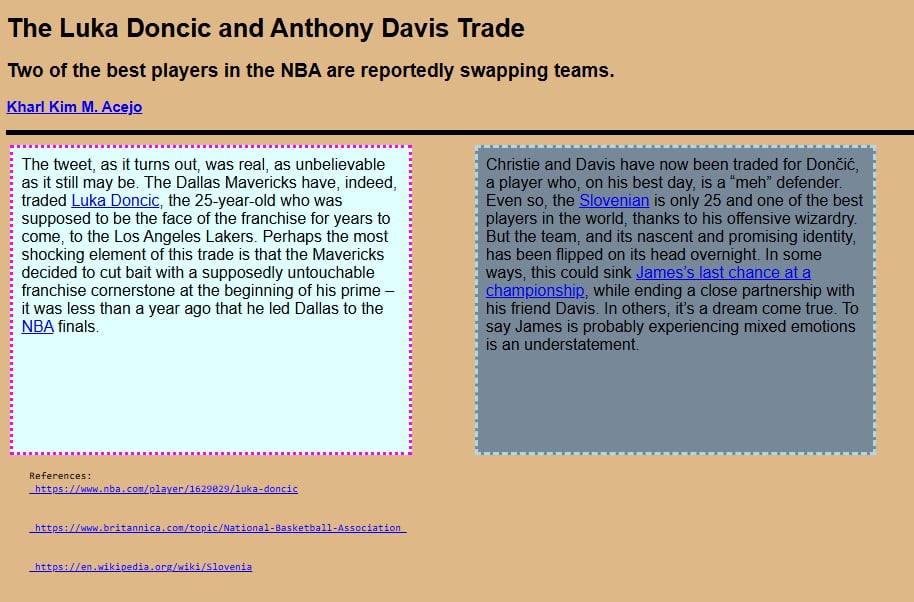 The Luka Doncic and Anthony Davis Trade
Two of the best players in the NBA are reportedly swapping teams.
Kharl Kim M. Acejo
The tweet, as it turns out, was real, as unbelievable
as it still may be. The Dallas Mavericks have, indeed,
traded Luka Doncic, the 25-year-old who was
supposed to be the face of the franchise for years to
come, to the Los Angeles Lakers. Perhaps the most
shocking element of this trade is that the Mavericks
decided to cut bait with a supposedly untouchable
franchise cornerstone at the beginning of his prime –
it was less than a year ago that he led Dallas to the
NBA finals.
Christie and Davis have now been traded for Dončić,
a player who, on his best day, is a “meh” defender.
Even so, the Slovenian is only 25 and one of the best
players in the world, thanks to his offensive wizardry.
But the team, and its nascent and promising identity,
has been flipped on its head overnight. In some
ways, this could sink James’s last chance at a
championship, while ending a close partnership with
his friend Davis. In others, it’s a dream come true. To
say James is probably experiencing mixed emotions
is an understatement.
References:
https://www.nba.com/player/1629029/luka-doncic
https://www.britannica.com/topic/National-Basketball-Association
https://en.wikipedia.org/wiki/Slovenia